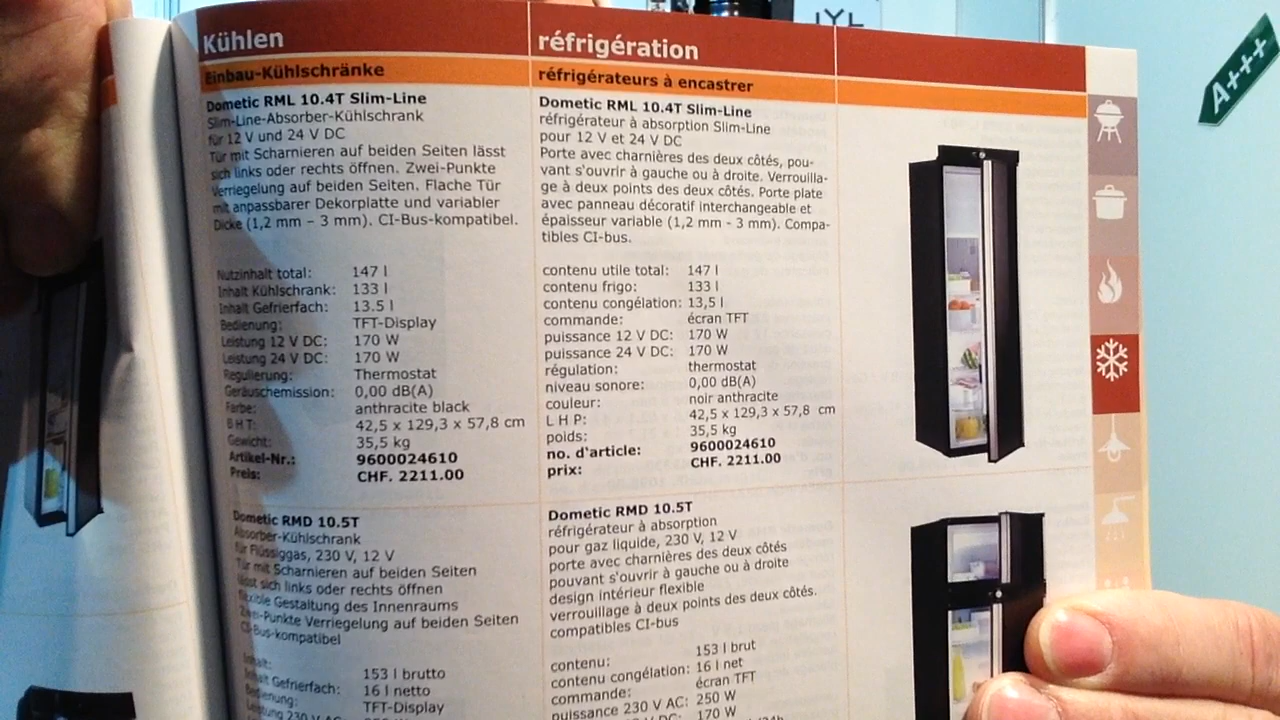 Kühlen
Einbau-Kühlschränke
Dometic RML 10.4T Slim-Line
Slim-Line-Absorber-Kühlschrank
für 12 V und 24 V DC
Tür mit Scharnieren auf beiden Seiten lässt
sich links oder rechts öffnen. Zwei-Punkte
Verriegelung auf beiden Seiten. Flache Tür
mit anpassbarer Dekorplatte und variabler
Dicke (1,2 mm – 3 mm). CI-Bus-kompatibel.
Nutzinhalt total: 147 l
Inhalt Kühlschrank: 133 l
Inhalt Gefrierfach: 13.5 l
Bedienung: TFT-Display
Leistung 12 V DC: 170 W
Leistung 24 V DC: 170 W
Regulierung: Thermostat
Geräuschemission: 0,00 dB(A)
Farbe: anthracite black
B H T: 42,5 x 129,3 x 57,8 cm
Gewicht: 35,5 kg
Artikel-Nr.: 9600024610
Preis: CHF. 2211.00
Dometic RMD 10.5T
Absorber-Kühlschrank
für Flüssiggas, 230 V, 12 V
Tür mit Scharnieren auf beiden Seiten
lässt sich links oder rechts öffnen
flexible Gestaltung des Innenraums
Zwei-Punkte Verriegelung auf beiden Seiten
CI-Bus-kompatibel
Inhalt: 153 l brutto
Inhalt Gefrierfach: 16 l netto
Bedienung: TFT-Display
Leistung 230 V AC:
réfrigération
réfrigérateurs à encastrer
Dometic RML 10.4T Slim-Line
réfrigérateur à absorption Slim-Line
pour 12 V et 24 V DC
Porte avec charnières des deux côtés, pou-
vant s'ouvrir à gauche ou à droite. Verrouilla-
ge à deux points des deux côtés. Porte plate
avec panneau décoratif interchangeable et
épaisseur variable (1,2 mm - 3 mm). Compa-
tibles CI-bus.
contenu utile total: 147 l
contenu frigo: 133 l
contenu congélation: 13,5 l
commande: écran TFT
puissance 12 V DC: 170 W
puissance 24 V DC: 170 W
régulation: thermostat
niveau sonore: 0,00 dB(A)
couleur: noir anthracite
L H P: 42,5 x 129,3 x 57,8 cm
poids: 35,5 kg
no. d'article: 9600024610
prix: CHF. 2211.00
Dometic RMD 10.5T
réfrigérateur à absorption
pour gaz liquide, 230 V, 12 V
porte avec charnières des deux côtés
pouvant s'ouvrir à gauche ou à droite
design intérieur flexible
verrouillage à deux points des deux côtés.
compatibles CI-bus
contenu: 153 l brut
contenu congélation: 16 l net
commande: écran TFT
puissance 230 V AC: 250 W
170 W
A+++